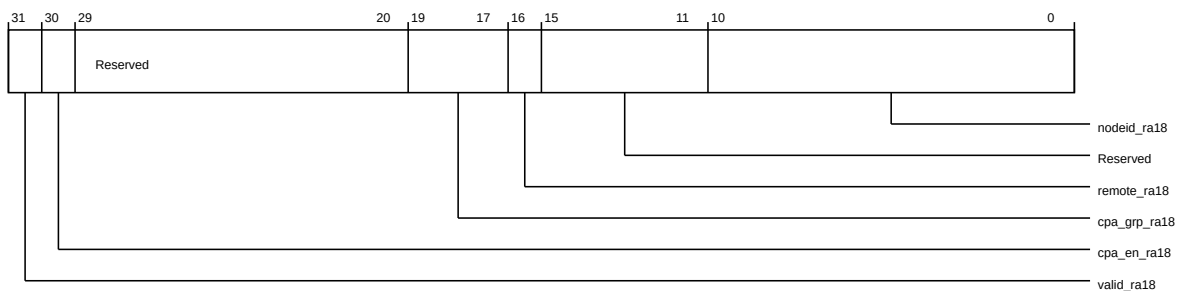 31 30 29 20 19 17 16 15 11 10 0
Reserved
nodeid_ra18
Reserved
remote_ra18
cpa_grp_ra18
cpa_en_ra18
valid_ra18